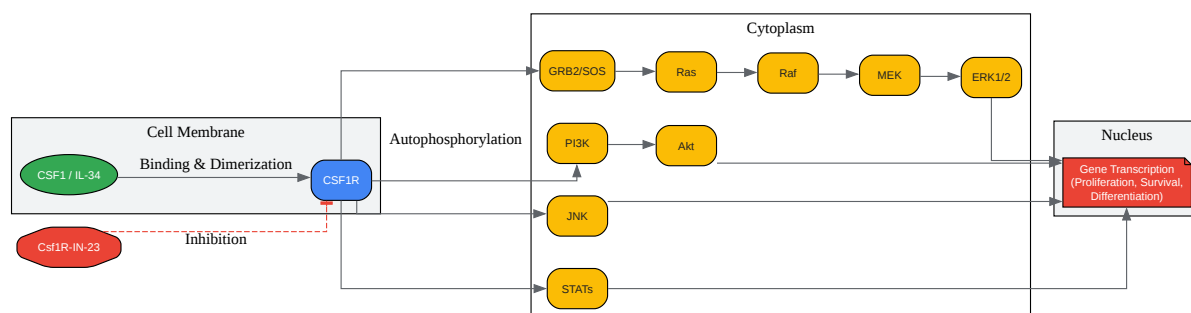 Cytoplasm
GRB2/SOS
Ras
Raf
MEK
ERK1/2
Cell Membrane
Autophosphorylation
Nucleus
CSF1 / IL-34
Binding & Dimerization
CSF1R
PI3K
Akt
Gene Transcription
(Proliferation, Survival,
Differentiation)
JNK
Csf1R-IN-23
Inhibition
STATs